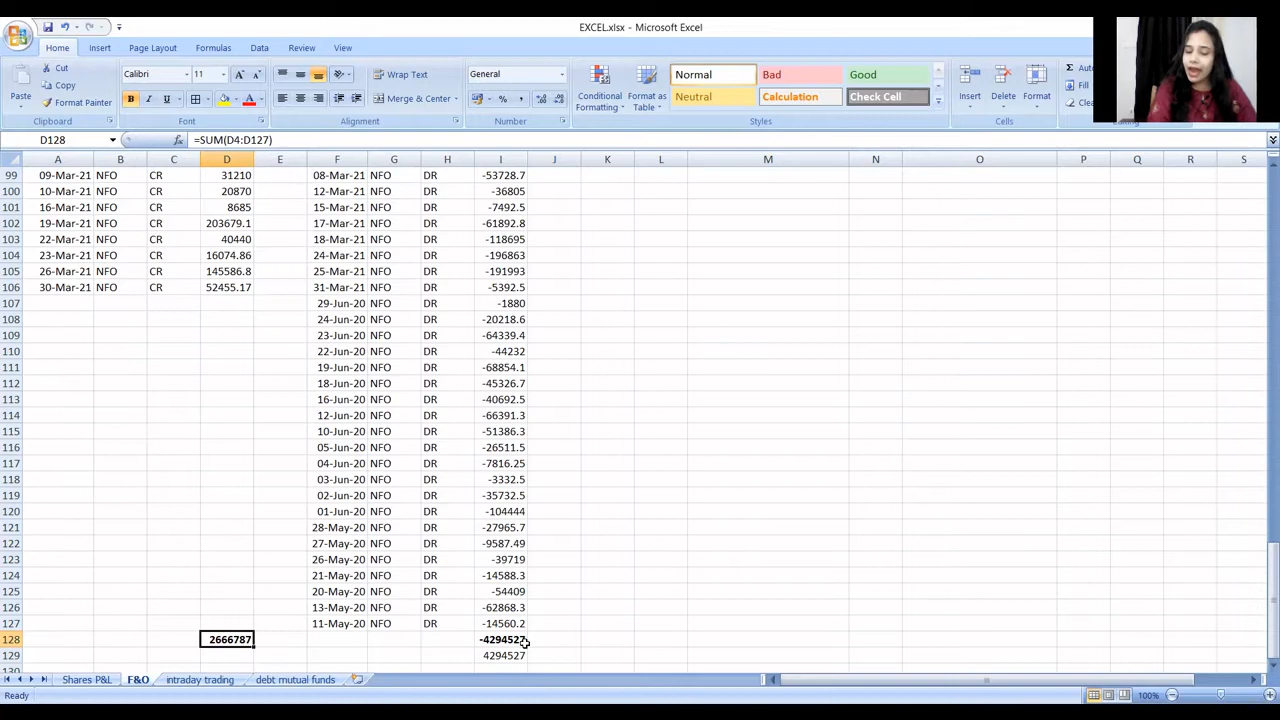 EXCEL.xlsx - Microsoft Excel
Home Insert Page Layout Formulas Data Review View
Paste Cut Copy Format Painter Clipboard
Calibri 11 B I U A A Font
Wrap Text Merge & Center Alignment
General % , Number
Conditional Formatting Format as Table
Normal Bad Good
Neutral Calculation Check Cell
Styles
Insert Delete Format Cells
Fill
D128 fx =SUM(D4:D127)
A B C D E F G H I J K L M N O P Q R S
99 09-Mar-21 NFO CR 31210 08-Mar-21 NFO DR -53728.7
100 10-Mar-21 NFO CR 20870 12-Mar-21 NFO DR -36805
101 16-Mar-21 NFO CR 8685 15-Mar-21 NFO DR -7492.5
102 19-Mar-21 NFO CR 203679.1 17-Mar-21 NFO DR -61892.8
103 22-Mar-21 NFO CR 40440 18-Mar-21 NFO DR -118695
104 23-Mar-21 NFO CR 16074.86 24-Mar-21 NFO DR -196863
105 26-Mar-21 NFO CR 145586.8 25-Mar-21 NFO DR -191993
106 30-Mar-21 NFO CR 52455.17 31-Mar-21 NFO DR -5392.5
107 29-Jun-20 NFO DR -1880
108 24-Jun-20 NFO DR -20218.6
109 23-Jun-20 NFO DR -64339.4
110 22-Jun-20 NFO DR -44232
111 19-Jun-20 NFO DR -68854.1
112 18-Jun-20 NFO DR -45326.7
113 16-Jun-20 NFO DR -40692.5
114 12-Jun-20 NFO DR -66391.3
115 10-Jun-20 NFO DR -51386.3
116 05-Jun-20 NFO DR -26511.5
117 04-Jun-20 NFO DR -7816.25
118 03-Jun-20 NFO DR -3332.5
119 02-Jun-20 NFO DR -35732.5
120 01-Jun-20 NFO DR -104444
121 28-May-20 NFO DR -27965.7
122 27-May-20 NFO DR -9587.49
123 26-May-20 NFO DR -39719
124 21-May-20 NFO DR -14588.3
125 20-May-20 NFO DR -54409
126 13-May-20 NFO DR -62868.3
127 11-May-20 NFO DR -14560.2
128 2666787 -4294527
129 4294527
Shares P&L F&O intraday trading debt mutual funds
Ready 100%